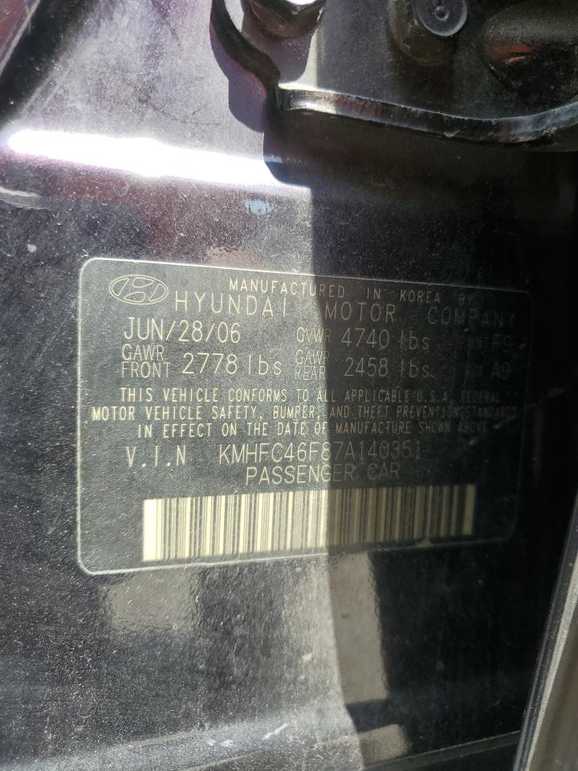 MANUFACTURED IN KOREA BY
HYUNDAI MOTOR COMPANY
JUN/28/06 GVWR 4740 lbs
GAWR FRONT 2778 lbs GAWR REAR 2458 lbs
THIS VEHICLE CONFORMS TO ALL APPLICABLE U.S.A. FEDERAL
MOTOR VEHICLE SAFETY, BUMPER, AND THEFT PREVENTION STANDARDS
IN EFFECT ON THE DATE OF MANUFACTURE SHOWN ABOVE
V.I.N KMHFC46F87A140351
PASSENGER CAR